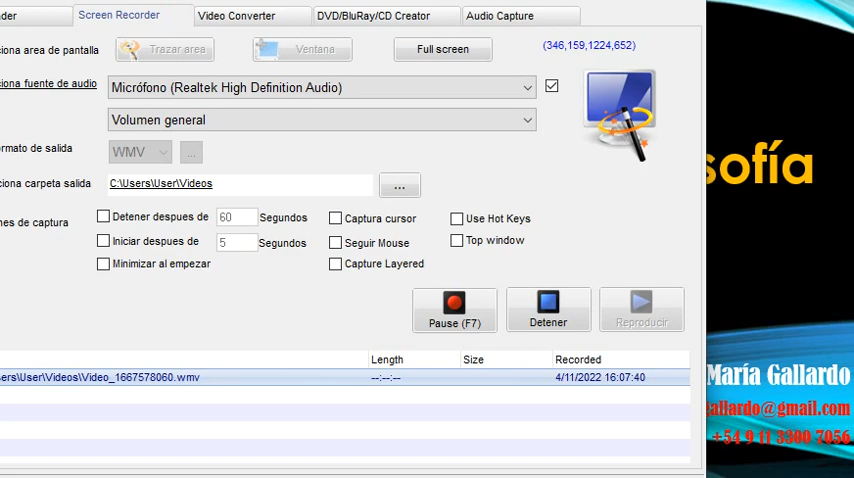 der Screen Recorder Video Converter DVD/BluRay/CD Creator Audio Capture
ciona area de pantalla Trazar area Ventana Full screen (346,159,1224,652)
ciona fuente de audio Micrófono (Realtek High Definition Audio)
Volumen general
ormato de salida WMV ...
ciona carpeta salida C:\Users\User\Videos ...
nes de captura Detener despues de 60 Segundos Captura cursor Use Hot Keys
Iniciar despues de 5 Segundos Seguir Mouse Top window
Minimizar al empezar Capture Layered
Pause (F7) Detener Reproducir
Length Size Recorded
ers\User\Videos\Video_1667578060.wmv --:--:-- 4/11/2022 16:07:40
sofía
María Gallardo
gallardo@gmail.com
+54 9 11 3300 7056